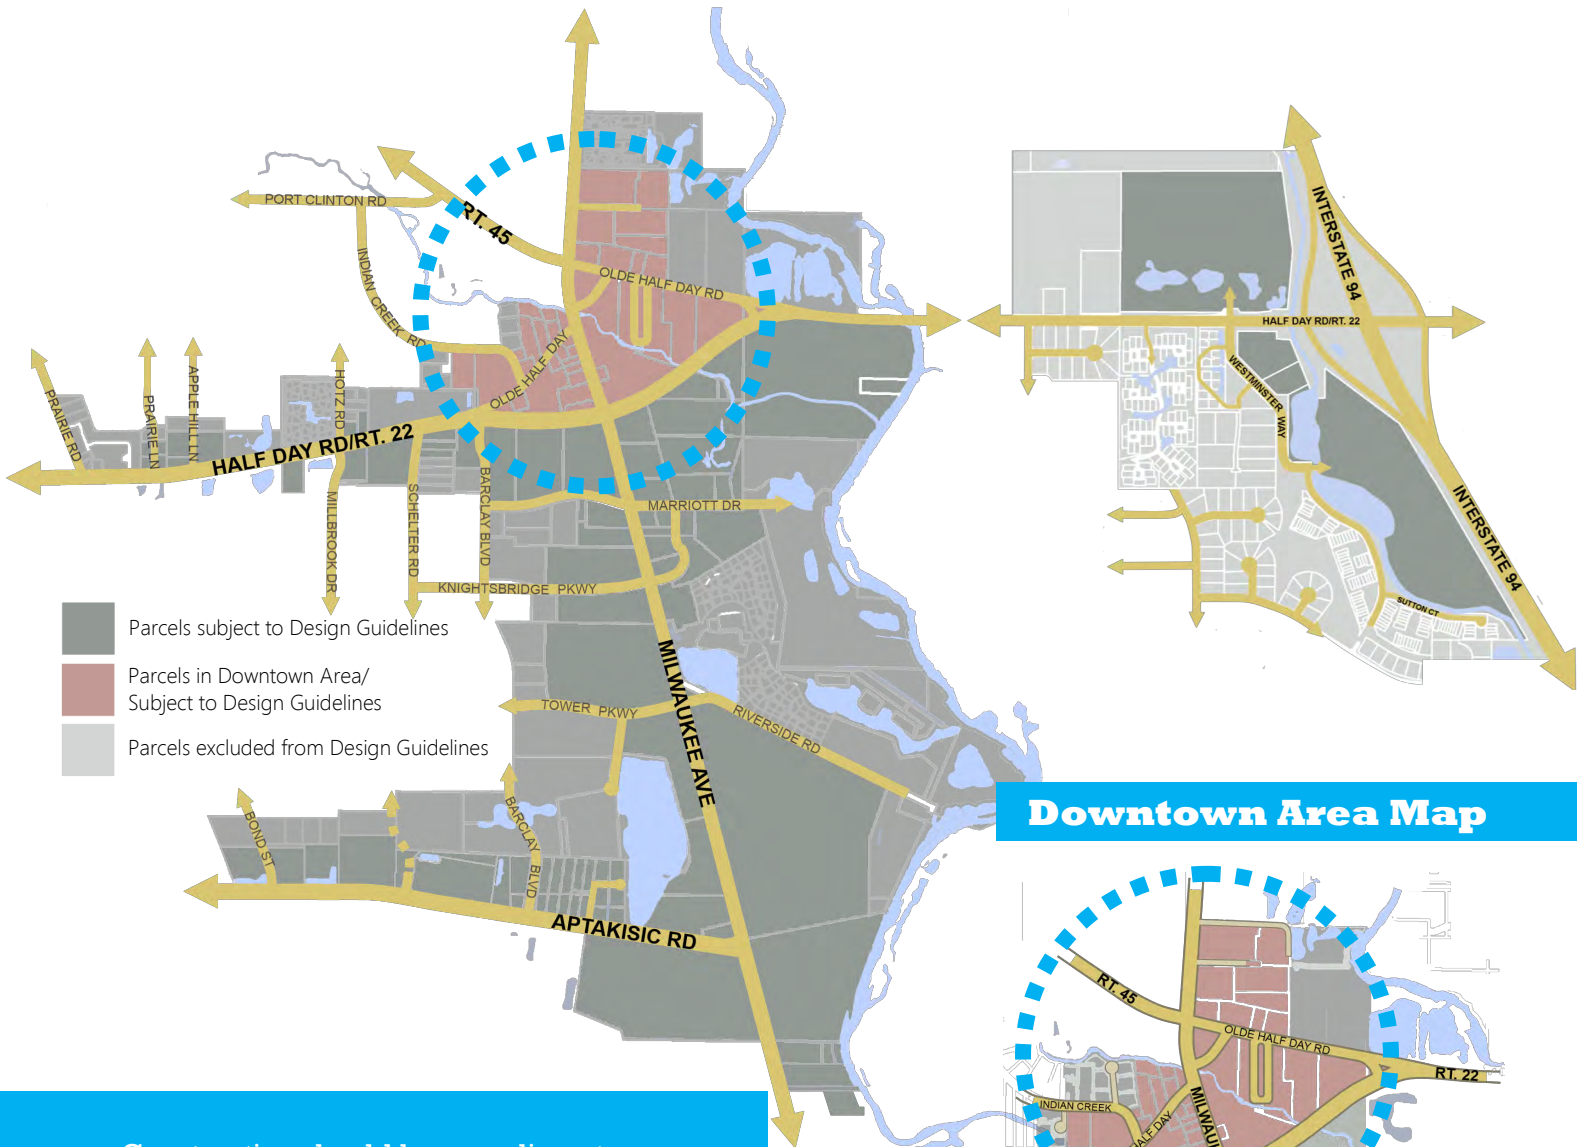 PORT CLINTON RD
RT. 45
INDIAN CREEK RD
OLDE HALF DAY RD
OLDE HALF DAY
PRAIRIE RD
PRAIRIE LN
APPLE HILL LN
HOTZ RD
HALF DAY RD/RT. 22
MILLBROOK DR
SCHELTER RD
BARCLAY BLVD
MARRIOTT DR
KNIGHTSBRIDGE PKWY
MILWAUKEE AVE
TOWER PKWY
RIVERSIDE RD
BOND ST
BARCLAY BLVD
APTAKISIC RD
INTERSTATE 94
HALF DAY RD/RT. 22
WESTMINSTER WAY
INTERSTATE 94
SUTTON CT
Parcels subject to Design Guidelines
Parcels in Downtown Area/
Subject to Design Guidelines
Parcels excluded from Design Guidelines
Downtown Area Map
RT. 45
OLDE HALF DAY RD
RT. 22
INDIAN CREEK
HALF DAY